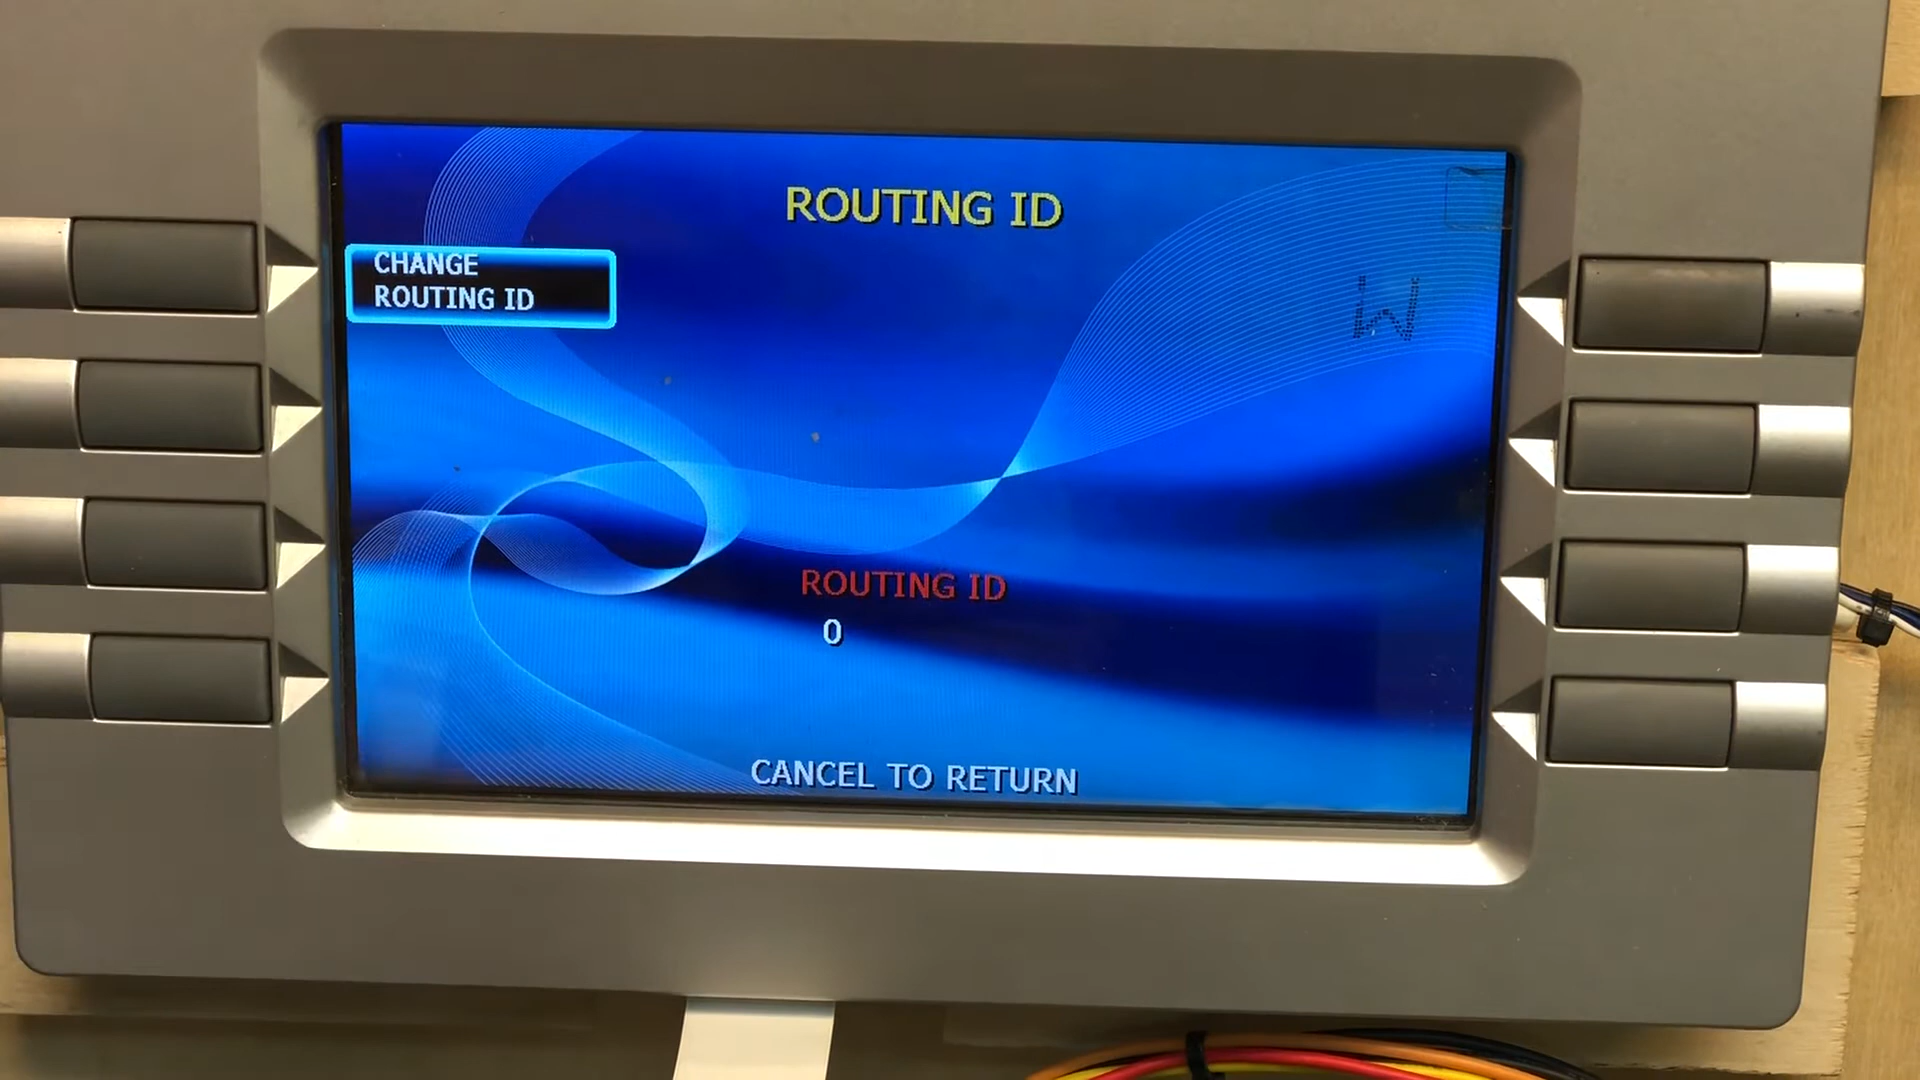 ROUTING ID
CHANGE
ROUTING ID
ROUTING ID
0
CANCEL TO RETURN